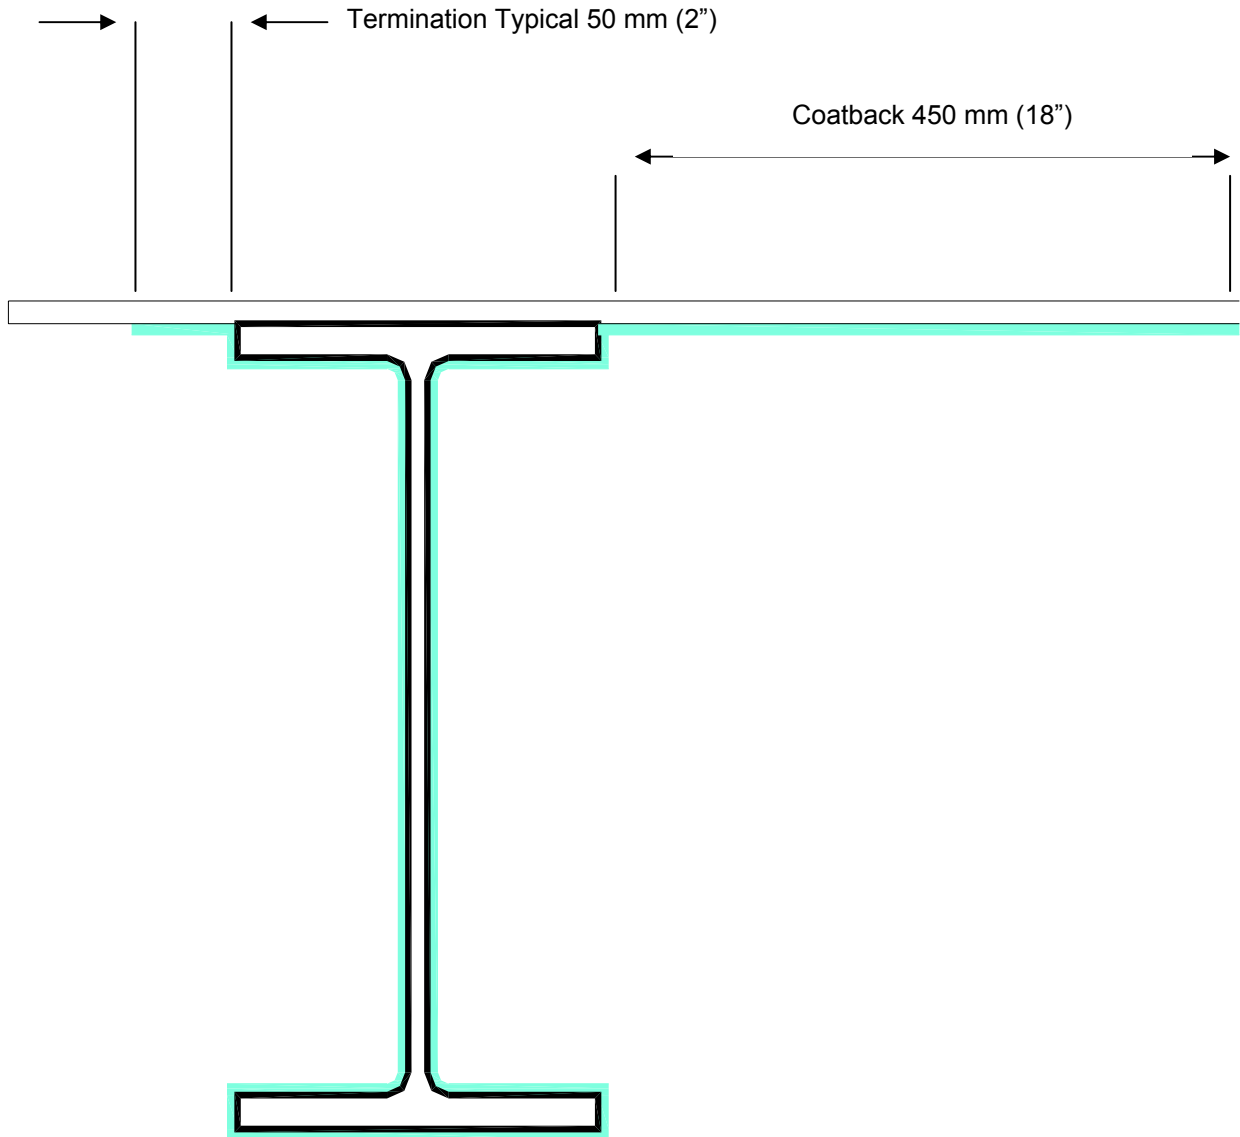 Termination Typical 50 mm (2”)
Coatback 450 mm (18”)